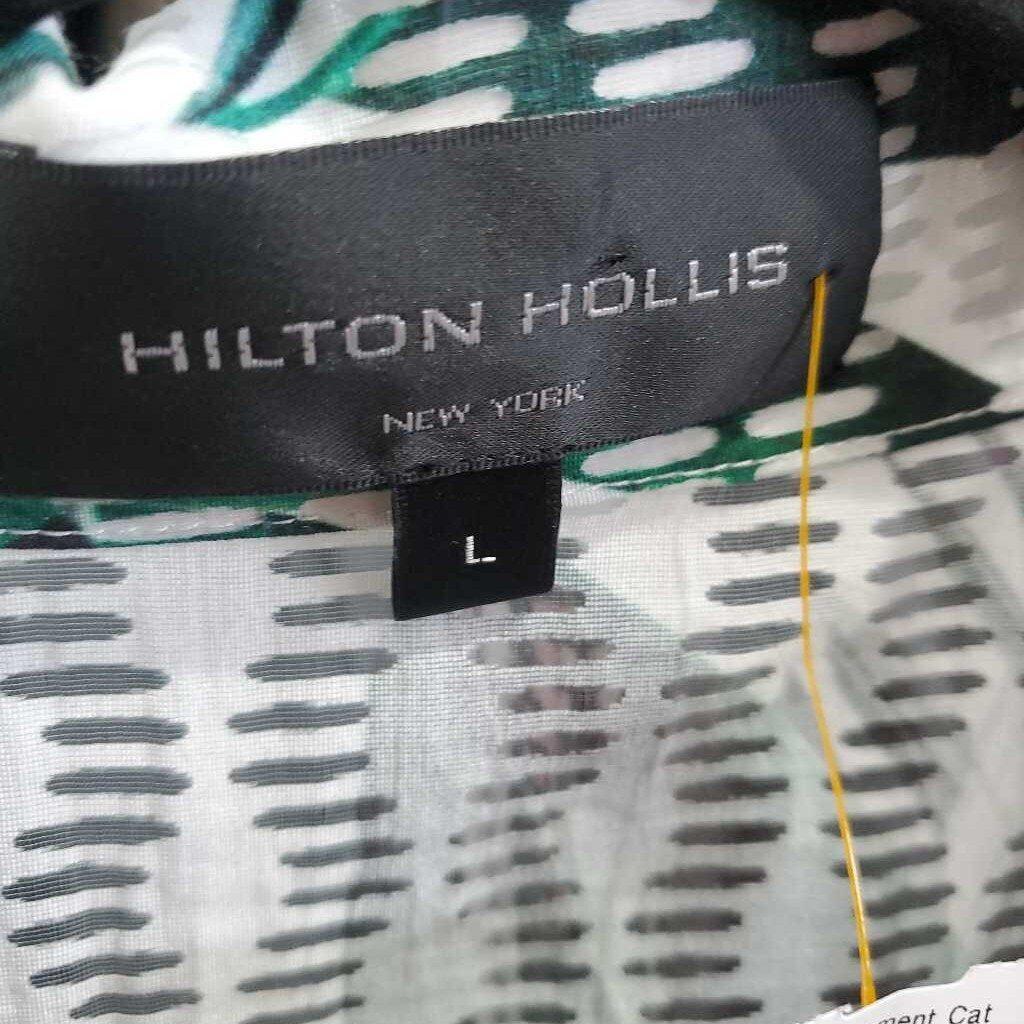 HILTON HOLLIS
NEW YORK
L
ment Cat